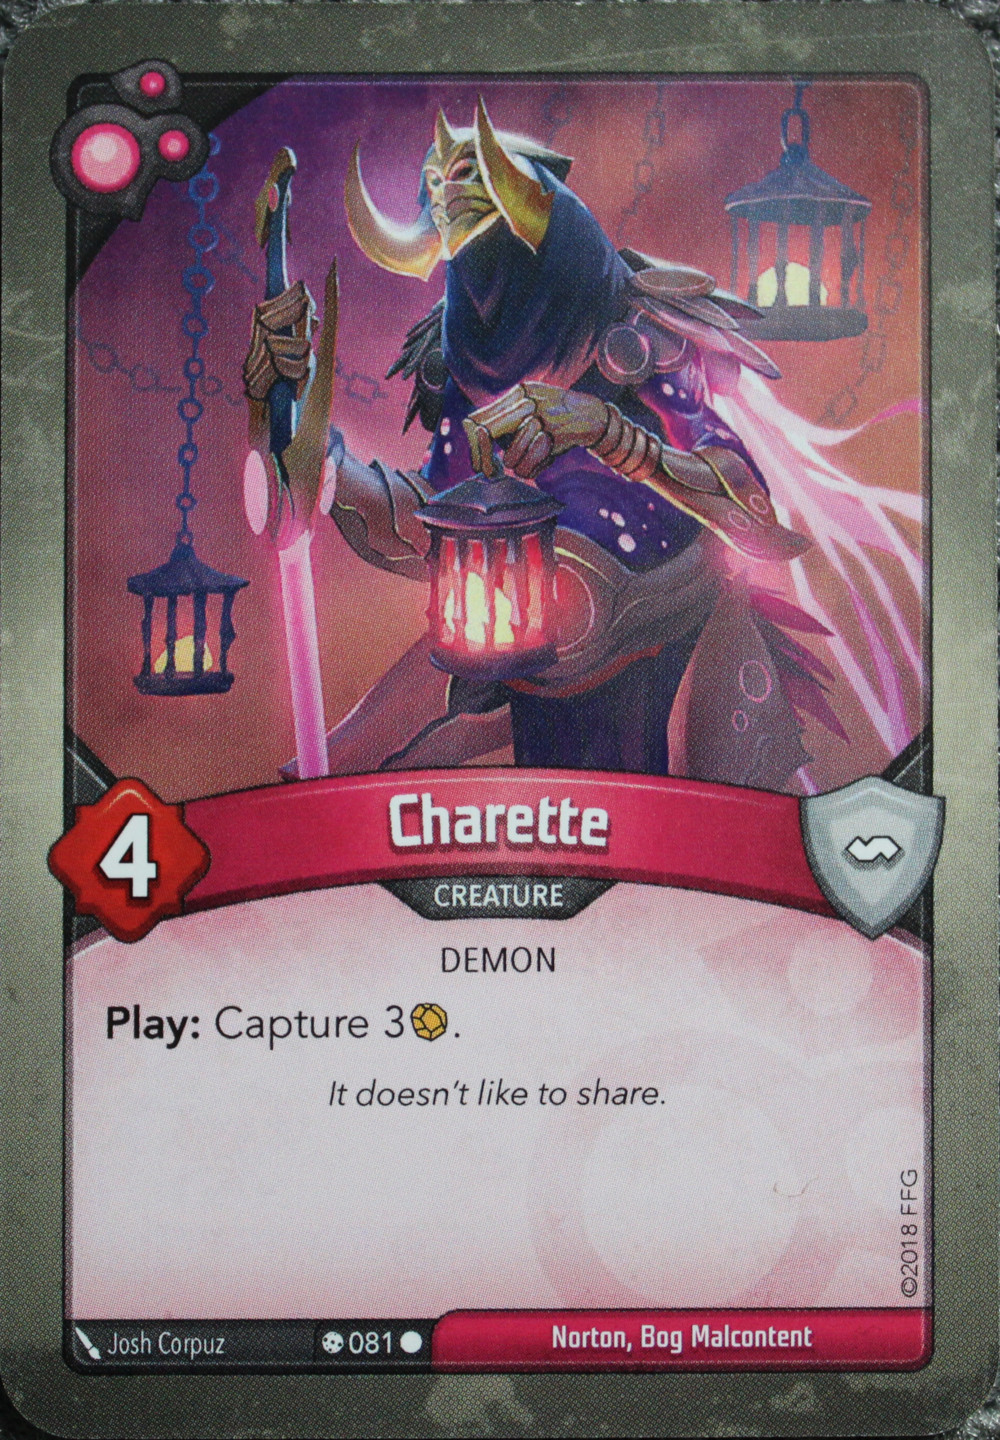 4
Charette
CREATURE
DEMON
Play: Capture 3.
It doesn't like to share.
©2018 FFG
Josh Corpuz
081
Norton, Bog Malcontent